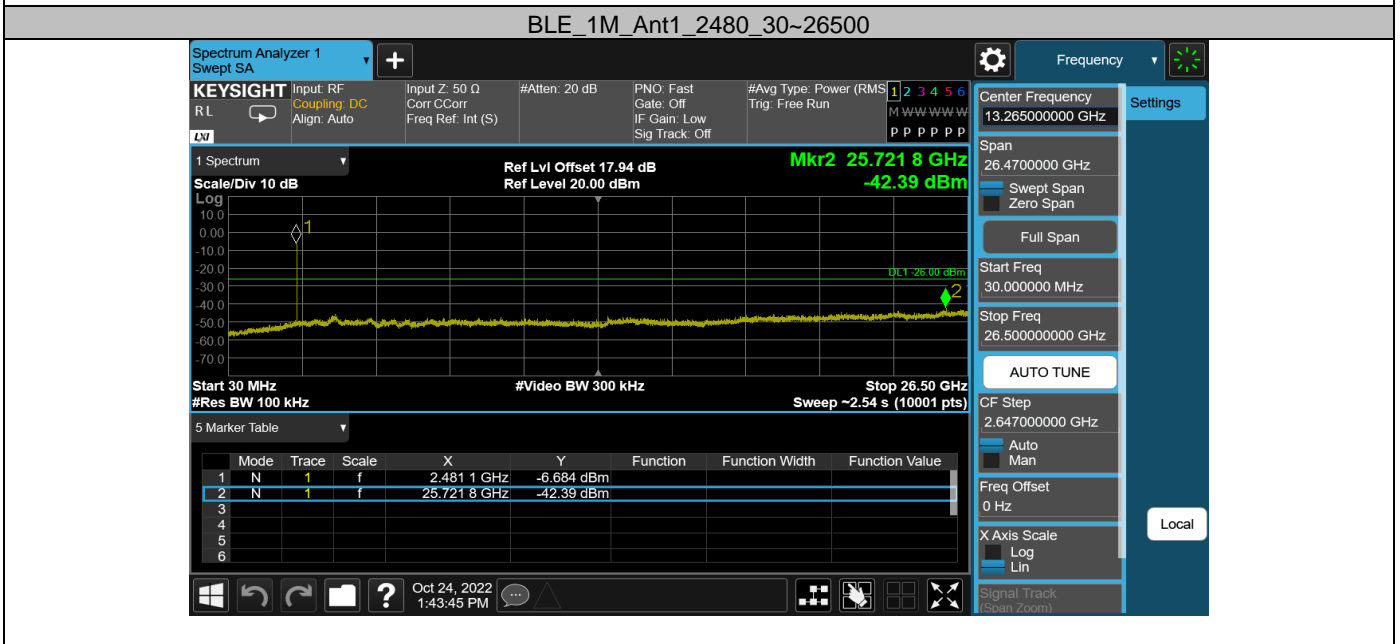 BLE_1M_Ant1_2480_30~26500
Spectrum Analyzer 1
Swept SA
+
Frequency
KEYSIGHT
RL
LXI
Input: RF
Coupling: DC
Align: Auto
Input Z: 50 Ω
Corr CCorr
Freq Ref: Int (S)
#Atten: 20 dB
PNO: Fast
Gate: Off
IF Gain: Low
Sig Track: Off
#Avg Type: Power (RMS
Trig: Free Run
1 2 3 4 5 6
M W W W W W
P P P P P P
1 Spectrum
Scale/Div 10 dB
Ref Lvl Offset 17.94 dB
Ref Level 20.00 dBm
Mkr2 25.721 8 GHz
-42.39 dBm
Log
10.0
0.00
-10.0
-20.0
-30.0
-40.0
-50.0
-60.0
-70.0
1
DL1 -26.00 dBm
2
Start 30 MHz
#Res BW 100 kHz
#Video BW 300 kHz
Stop 26.50 GHz
Sweep ~2.54 s (10001 pts)
5 Marker Table
Mode Trace Scale X Y Function Function Width Function Value
1 N 1 f 2.481 1 GHz -6.684 dBm
2 N 1 f 25.721 8 GHz -42.39 dBm
3
4
5
6
Center Frequency
13.265000000 GHz
Span
26.4700000 GHz
Swept Span
Zero Span
Full Span
Start Freq
30.000000 MHz
Stop Freq
26.500000000 GHz
AUTO TUNE
CF Step
2.647000000 GHz
Auto
Man
Freq Offset
0 Hz
X Axis Scale
Log
Lin
Signal Track
(Span Zoom)
Settings
Local
?
Oct 24, 2022
1:43:45 PM